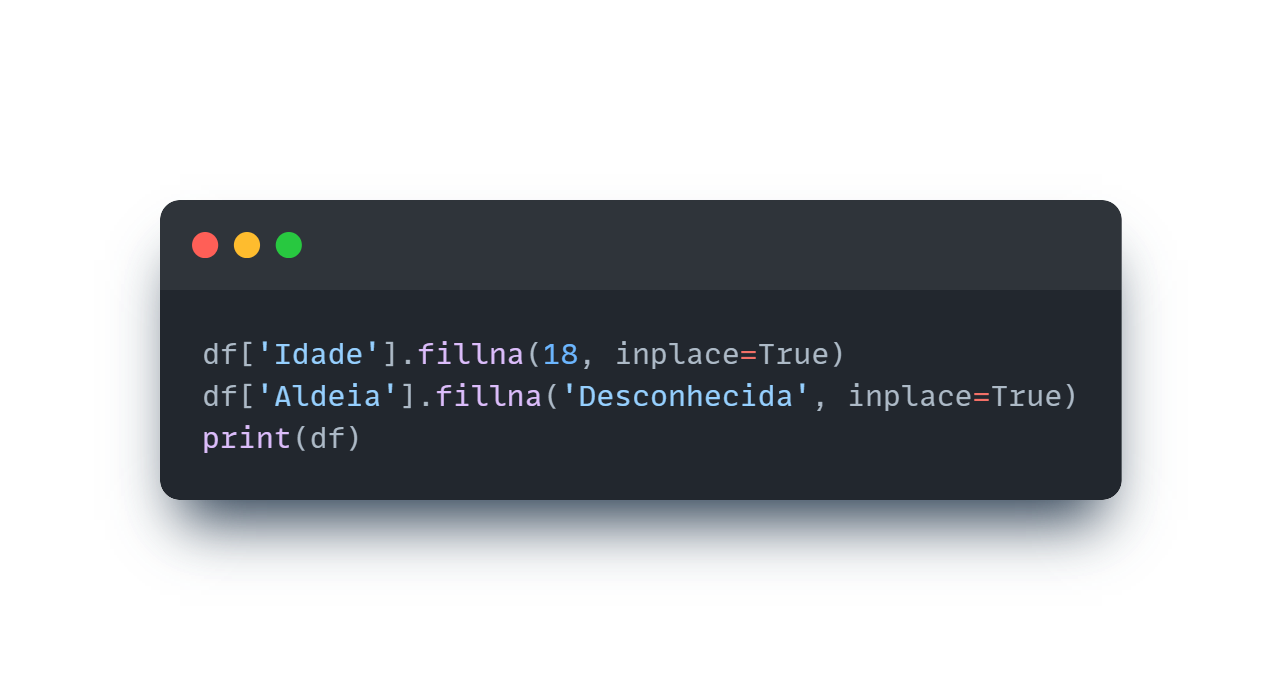 df['Idade'].fillna(18, inplace=True)
df['Aldeia'].fillna('Desconhecida', inplace=True)
print(df)